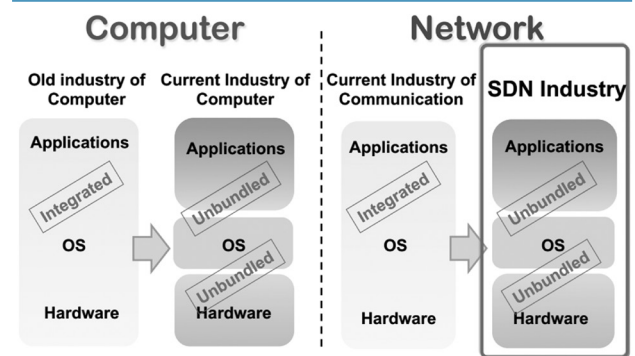 Computer
Network
Old industry of
Computer
Current Industry of
Computer
Current Industry of
Communication
SDN Industry
Applications
Integrated
OS
Hardware
Applications
Unbundled
OS
Unbundled
Hardware
Applications
Integrated
OS
Hardware
Applications
Unbundled
OS
Unbundled
Hardware